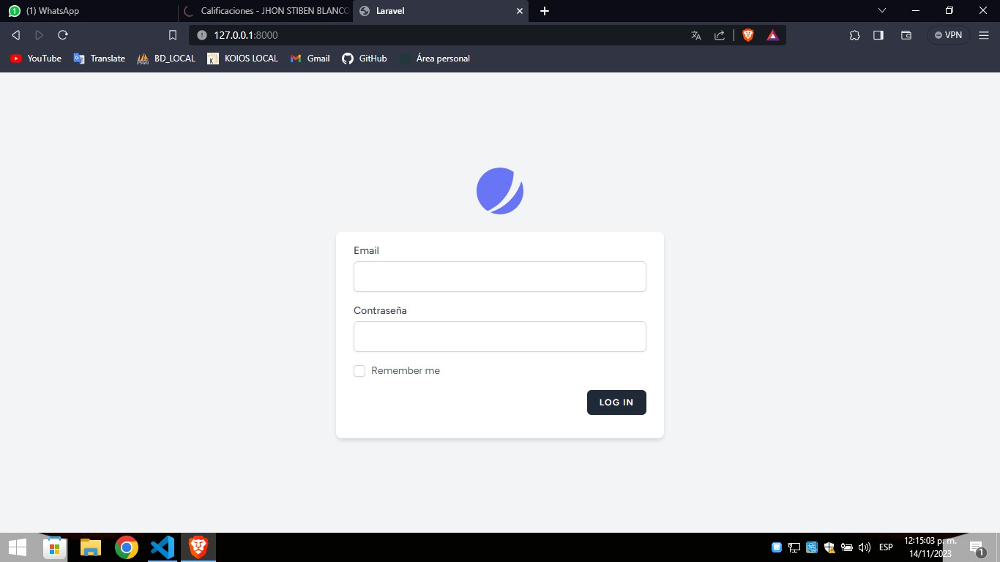 1 (1) WhatsApp
Calificaciones - JHON STIBEN BLANCO
Laravel
127.0.0.1:8000
VPN
YouTube Translate BD_LOCAL KOIOS LOCAL Gmail GitHub Área personal
Email
Contraseña
Remember me
LOG IN
ESP
12:15:03 p. m.
14/11/2023
1